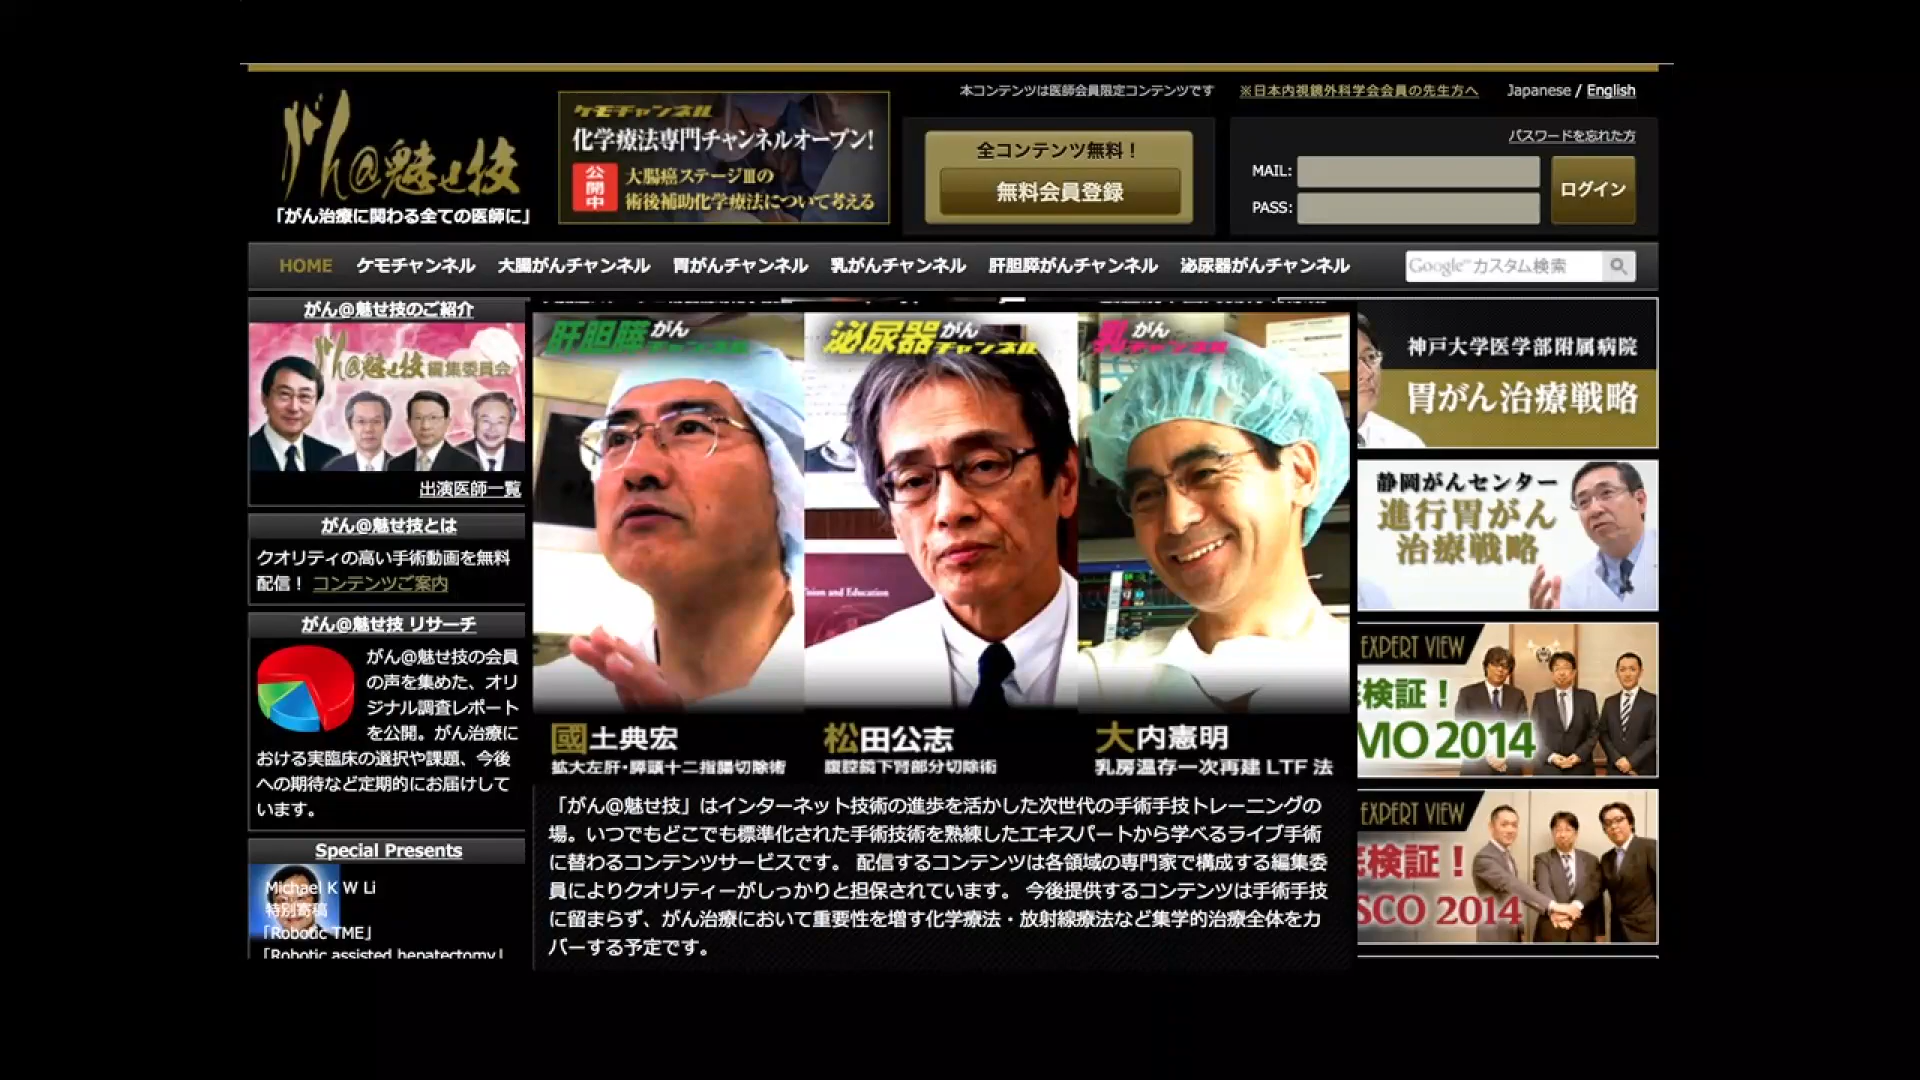 がん@魅せ技
「がん治療に関わる全ての医師に」
ケモチャンネル
化学療法専門チャンネルオープン!
公開中
大腸癌ステージⅢの
術後補助化学療法について考える
本コンテンツは医師会員限定コンテンツです
※日本内視鏡外科学会会員の先生方へ
Japanese / English
全コンテンツ無料！
無料会員登録
パスワードを忘れた方
MAIL:
PASS:
ログイン
HOME ケモチャンネル 大腸がんチャンネル 胃がんチャンネル 乳がんチャンネル 肝胆膵がんチャンネル 泌尿器がんチャンネル
Google カスタム検索
がん@魅せ技のご紹介
がん@魅せ技編集委員会
出演医師一覧
がん@魅せ技とは
クオリティの高い手術動画を無料
配信！ コンテンツご案内
がん@魅せ技 リサーチ
がん@魅せ技の会員
の声を集めた、オリ
ジナル調査レポート
を公開。がん治療に
おける実臨床の選択や課題、今後
への期待など定期的にお届けして
います。
Special Presents
Michael K W Li
特別寄稿
「Robotic TME」
「Robotic assisted hepatectomy」
肝胆膵がんチャンネル
泌尿器がんチャンネル
乳がんチャンネル
sion and Education
國土典宏
拡大左肝・膵頭十二指腸切除術
松田公志
腹腔鏡下腎部分切除術
大内憲明
乳房温存一次再建 LTF 法
「がん@魅せ技」はインターネット技術の進歩を活かした次世代の手術手技トレーニングの
場。いつでもどこでも標準化された手術技術を熟練したエキスパートから学べるライブ手術
に替わるコンテンツサービスです。 配信するコンテンツは各領域の専門家で構成する編集委
員によりクオリティーがしっかりと担保されています。 今後提供するコンテンツは手術手技
に留まらず、がん治療において重要性を増す化学療法・放射線療法など集学的治療全体をカ
バーする予定です。
神戸大学医学部附属病院
胃がん治療戦略
静岡がんセンター
進行胃がん
治療戦略
EXPERT VIEW
検証！
MO 2014
EXPERT VIEW
検証！
SCO 2014